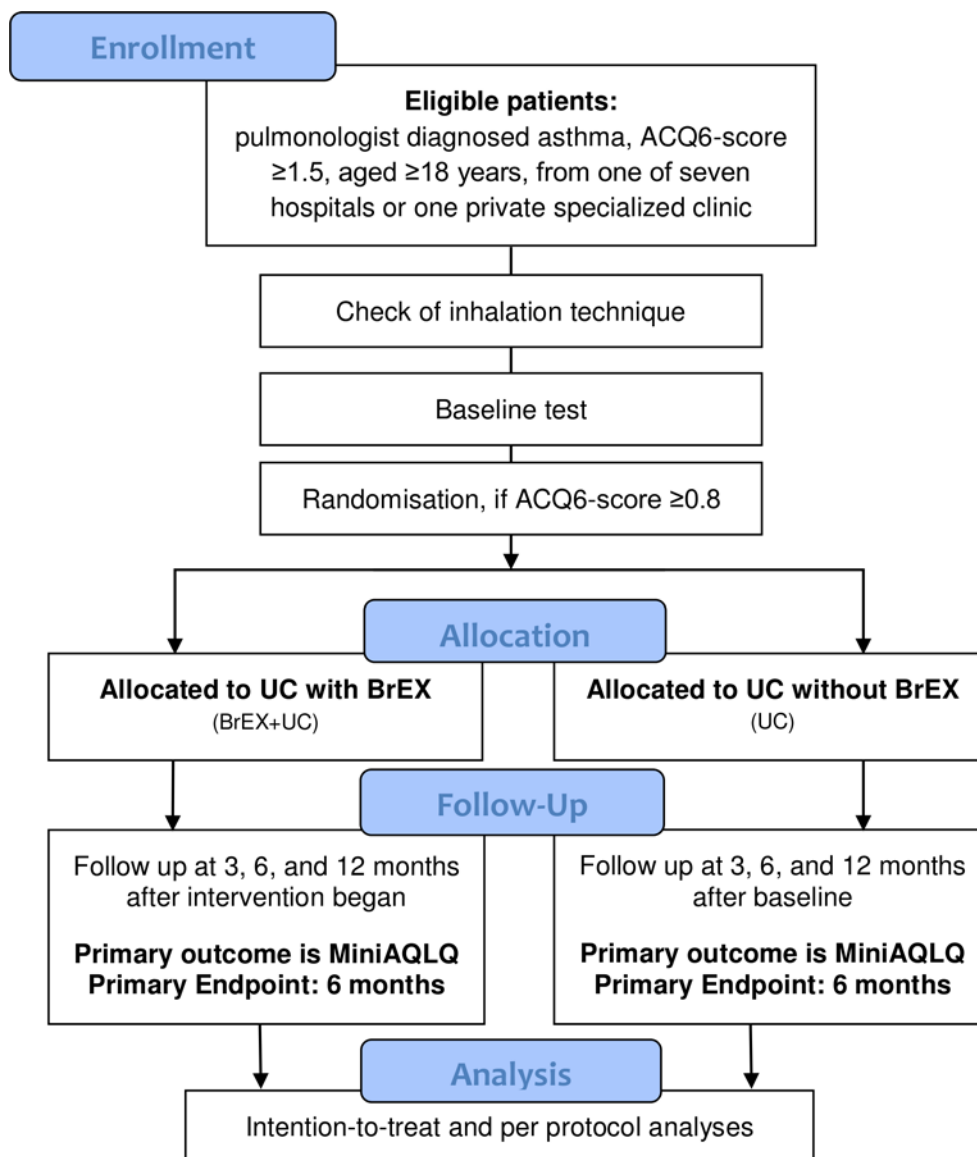 Enrollment
Eligible patients:
pulmonologist diagnosed asthma, ACQ6-score
≥1.5, aged ≥18 years, from one of seven
hospitals or one private specialized clinic
Check of inhalation technique
Baseline test
Randomisation, if ACQ6-score ≥0.8
Allocation
Allocated to UC with BrEX
(BrEX+UC)
Allocated to UC without BrEX
(UC)
Follow-Up
Follow up at 3, 6, and 12 months
after intervention began
Primary outcome is MiniAQLQ
Primary Endpoint: 6 months
Follow up at 3, 6, and 12 months
after baseline
Primary outcome is MiniAQLQ
Primary Endpoint: 6 months
Analysis
Intention-to-treat and per protocol analyses